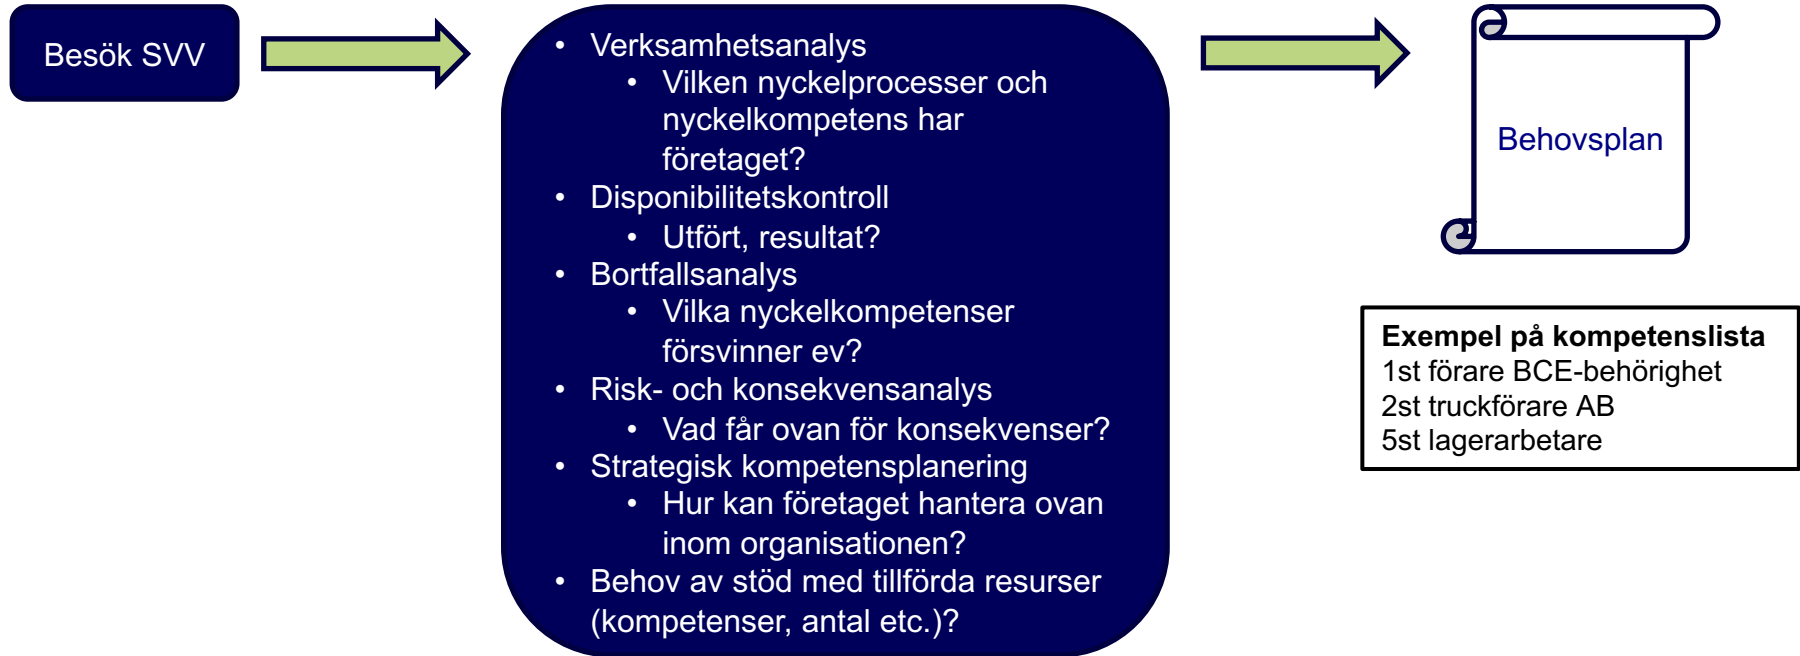 Besök SVV
• Verksamhetsanalys
• Vilken nyckelprocesser och
nyckelkompetens har
företaget?
• Disponibilitetskontroll
• Utfört, resultat?
• Bortfallsanalys
• Vilka nyckelkompetenser
försvinner ev?
• Risk- och konsekvensanalys
• Vad får ovan för konsekvenser?
• Strategisk kompetensplanering
• Hur kan företaget hantera ovan
inom organisationen?
• Behov av stöd med tillförda resurser
(kompetenser, antal etc.)?
Behovsplan
Exempel på kompetenslista
1st förare BCE-behörighet
2st truckförare AB
5st lagerarbetare